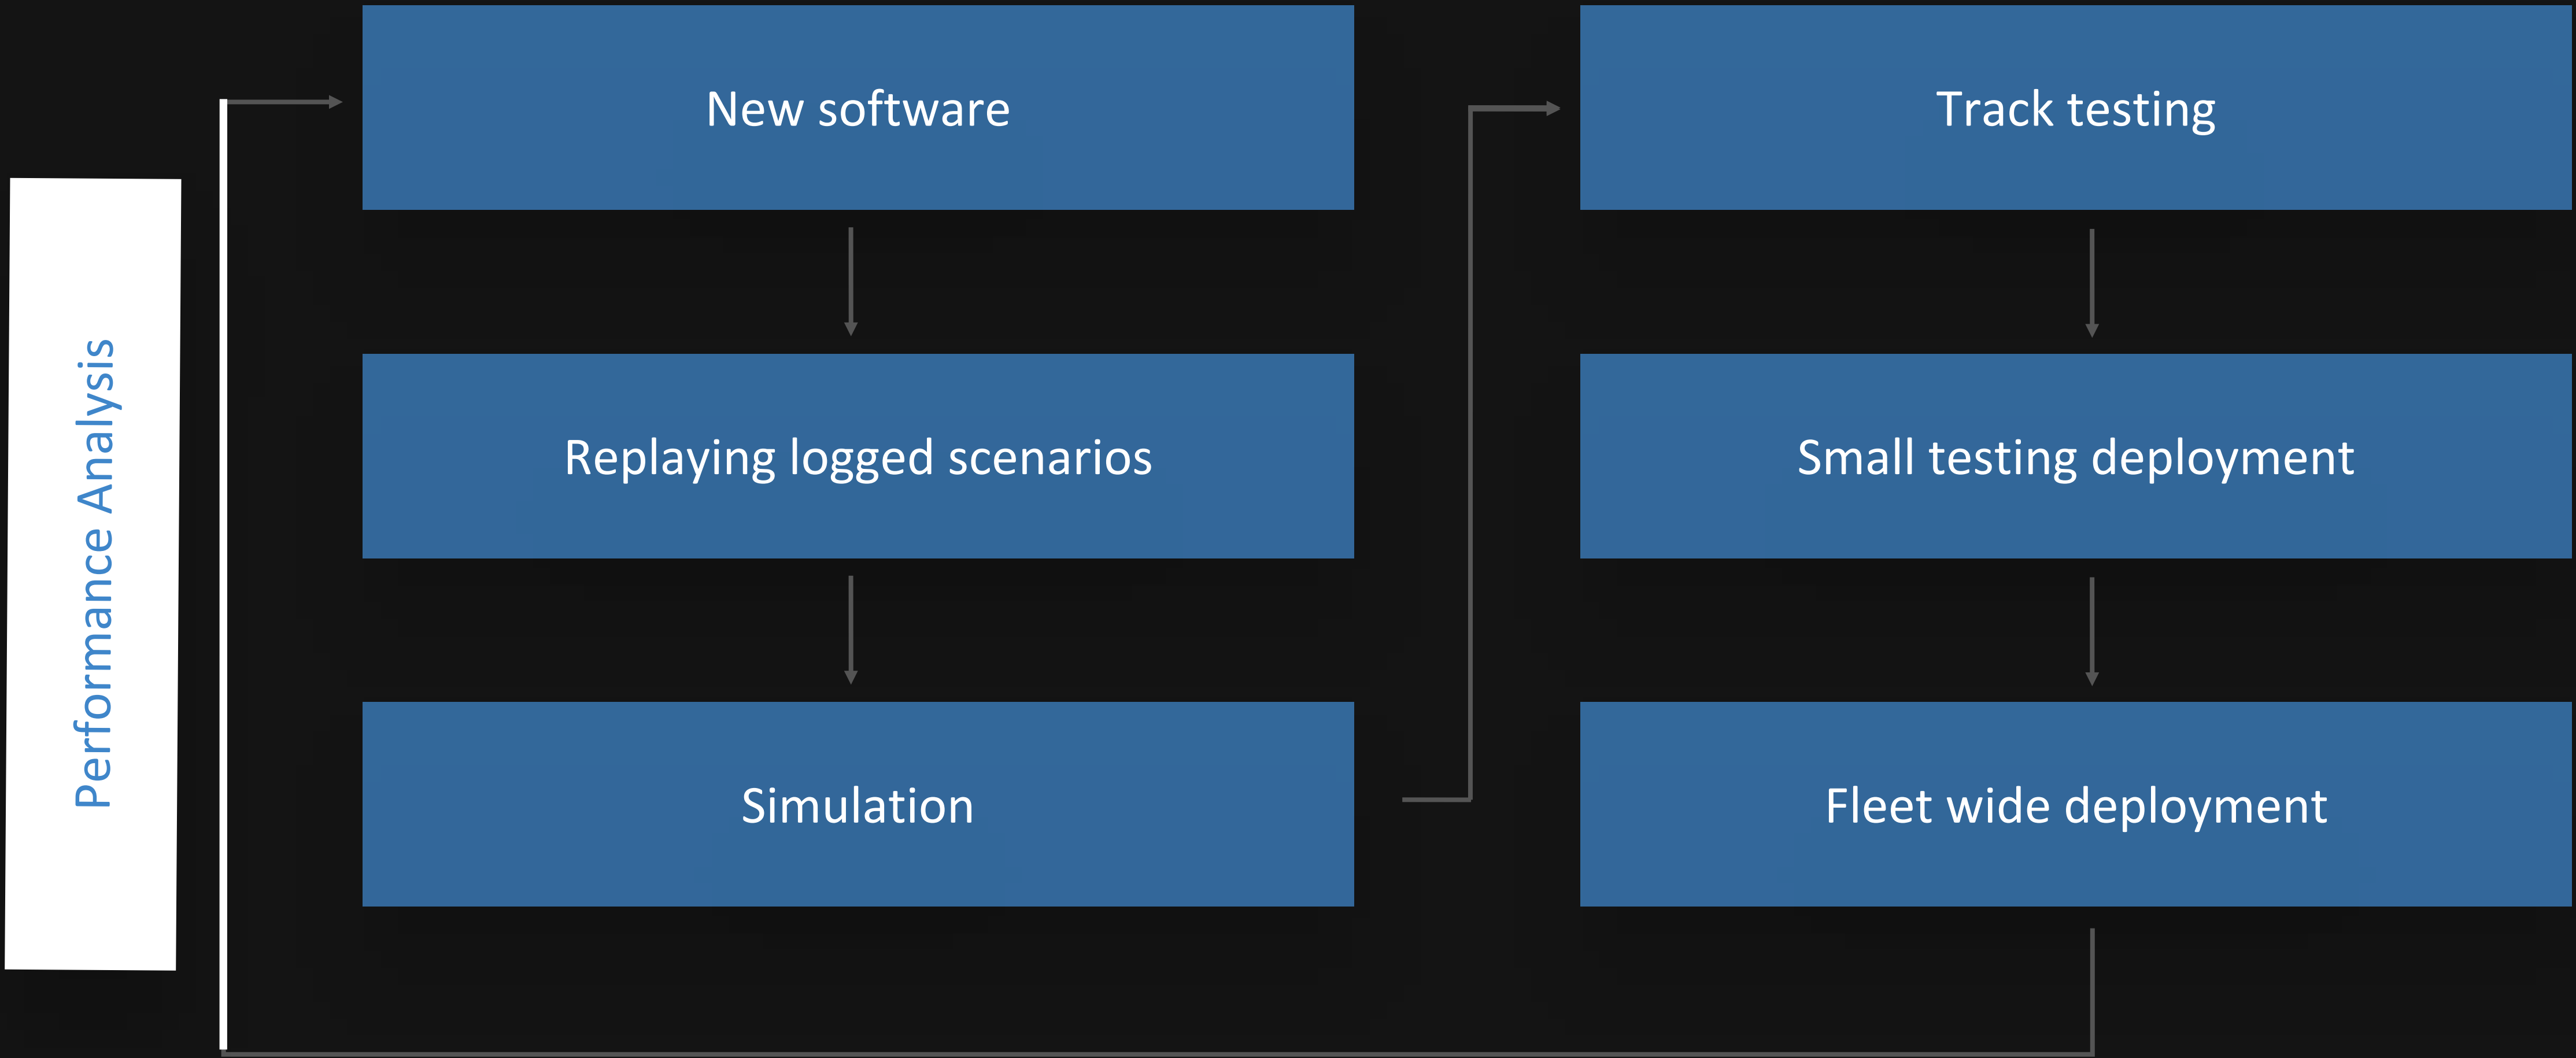 Performance Analysis
New software
Replaying logged scenarios
Simulation
Track testing
Small testing deployment
Fleet wide deployment